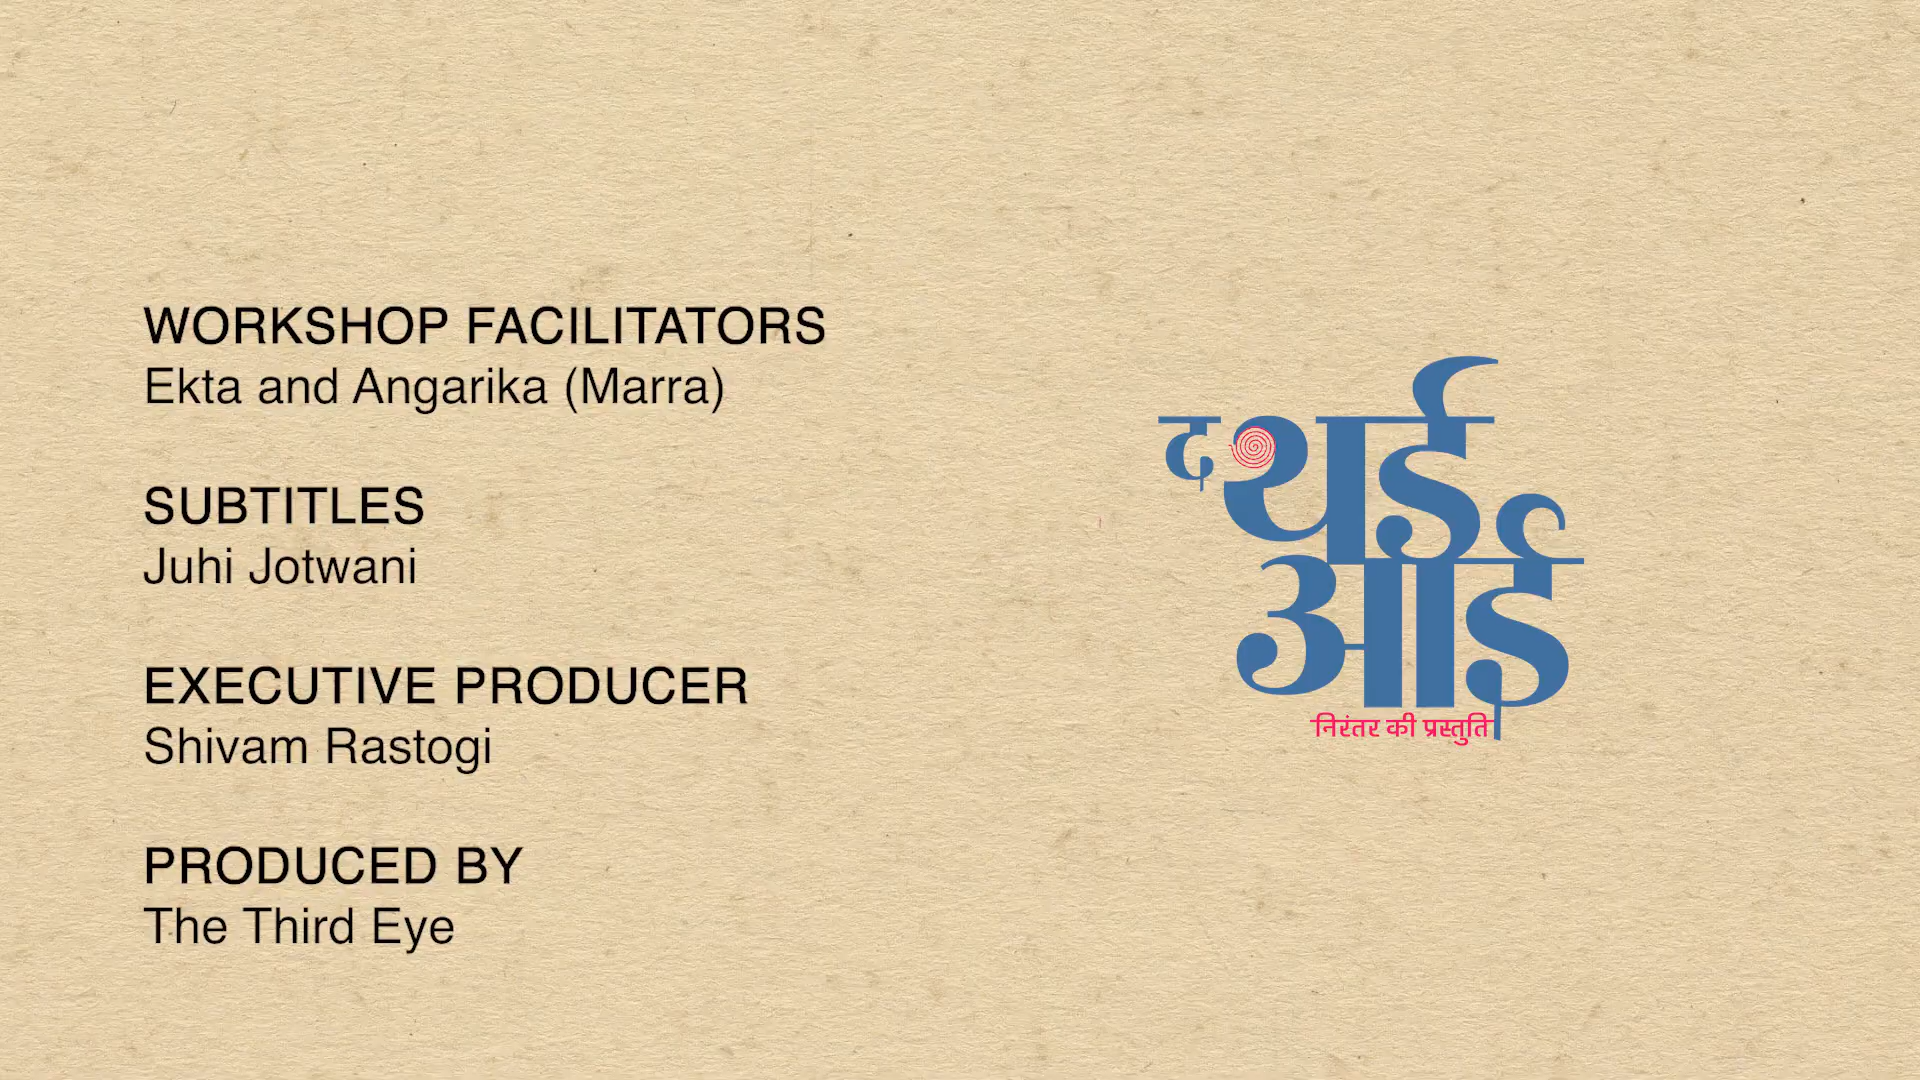 WORKSHOP FACILITATORS
Ekta and Angarika (Marra)
SUBTITLES
Juhi Jotwani
EXECUTIVE PRODUCER
Shivam Rastogi
PRODUCED BY
The Third Eye
द थर्ड
आई
निरंतर की प्रस्तुति